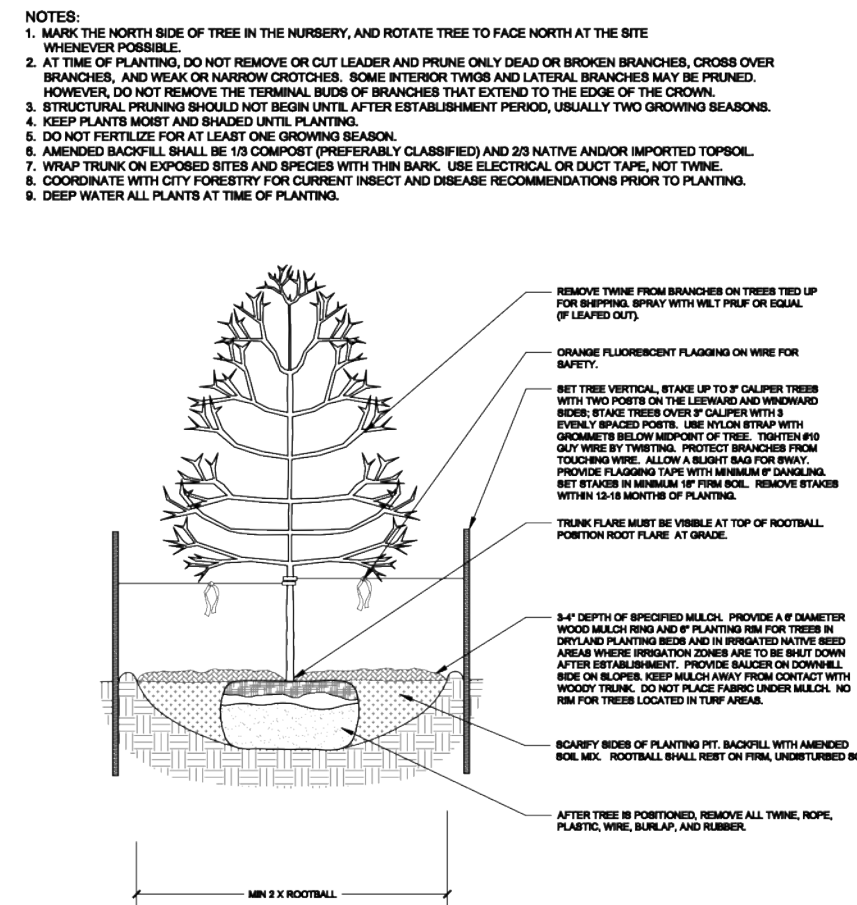 NOTES:
1. MARK THE NORTH SIDE OF TREE IN THE NURSERY, AND ROTATE TREE TO FACE NORTH AT THE SITE
WHENEVER POSSIBLE.
2. AT TIME OF PLANTING, DO NOT REMOVE OR CUT LEADER AND PRUNE ONLY DEAD OR BROKEN BRANCHES, CROSS OVER
BRANCHES, AND WEAK OR NARROW CROTCHES. SOME INTERIOR TWIGS AND LATERAL BRANCHES MAY BE PRUNED.
HOWEVER, DO NOT REMOVE THE TERMINAL BUDS OF BRANCHES THAT EXTEND TO THE EDGE OF THE CROWN.
3. STRUCTURAL PRUNING SHOULD NOT BEGIN UNTIL AFTER ESTABLISHMENT PERIOD, USUALLY TWO GROWING SEASONS.
4. KEEP PLANTS MOIST AND SHADED UNTIL PLANTING.
5. DO NOT FERTILIZE FOR AT LEAST ONE GROWING SEASON.
6. AMENDED BACKFILL SHALL BE 1/3 COMPOST (PREFERABLY CLASSIFIED) AND 2/3 NATIVE AND/OR IMPORTED TOPSOIL.
7. WRAP TRUNK ON EXPOSED SITES AND SPECIES WITH THIN BARK. USE ELECTRICAL OR DUCT TAPE, NOT TWINE.
8. COORDINATE WITH CITY FORESTRY FOR CURRENT INSECT AND DISEASE RECOMMENDATIONS PRIOR TO PLANTING.
9. DEEP WATER ALL PLANTS AT TIME OF PLANTING.
REMOVE TWINE FROM BRANCHES ON TREES TIED UP
FOR SHIPPING. SPRAY WITH WILT PRUF OR EQUAL
(IF LEAFED OUT).
ORANGE FLUORESCENT FLAGGING ON WIRE FOR
SAFETY.
SET TREE VERTICAL, STAKE UP TO 3" CALIPER TREES
WITH TWO POSTS ON THE LEEWARD AND WINDWARD
SIDES; STAKE TREES OVER 3" CALIPER WITH 3
EVENLY SPACED POSTS. USE NYLON STRAP WITH
GROMMETS BELOW MIDPOINT OF TREE. TIGHTEN #10
GUY WIRE BY TWISTING. PROTECT BRANCHES FROM
TOUCHING WIRE. ALLOW A SLIGHT SAG FOR SWAY.
PROVIDE FLAGGING TAPE WITH MINIMUM 6" DANGLING.
SET STAKES IN MINIMUM 18" FIRM SOIL. REMOVE STAKES
WITHIN 12-18 MONTHS OF PLANTING.
TRUNK FLARE MUST BE VISIBLE AT TOP OF ROOTBALL.
POSITION ROOT FLARE AT GRADE.
3-4" DEPTH OF SPECIFIED MULCH. PROVIDE A 6' DIAMETER
WOOD MULCH RING AND 6" PLANTING RIM FOR TREES IN
DRYLAND PLANTING BEDS AND IN IRRIGATED NATIVE SEED
AREAS WHERE IRRIGATION ZONES ARE TO BE SHUT DOWN
AFTER ESTABLISHMENT. PROVIDE SAUCER ON DOWNHILL
SIDE ON SLOPES. KEEP MULCH AWAY FROM CONTACT WITH
WOODY TRUNK. DO NOT PLACE FABRIC UNDER MULCH. NO
RIM FOR TREES LOCATED IN TURF AREAS.
SCARIFY SIDES OF PLANTING PIT. BACKFILL WITH AMENDED
SOIL MIX. ROOTBALL SHALL REST ON FIRM, UNDISTURBED
AFTER TREE IS POSITIONED, REMOVE ALL TWINE, ROPE,
PLASTIC, WIRE, BURLAP, AND RUBBER.
MIN 2 X ROOTBALL